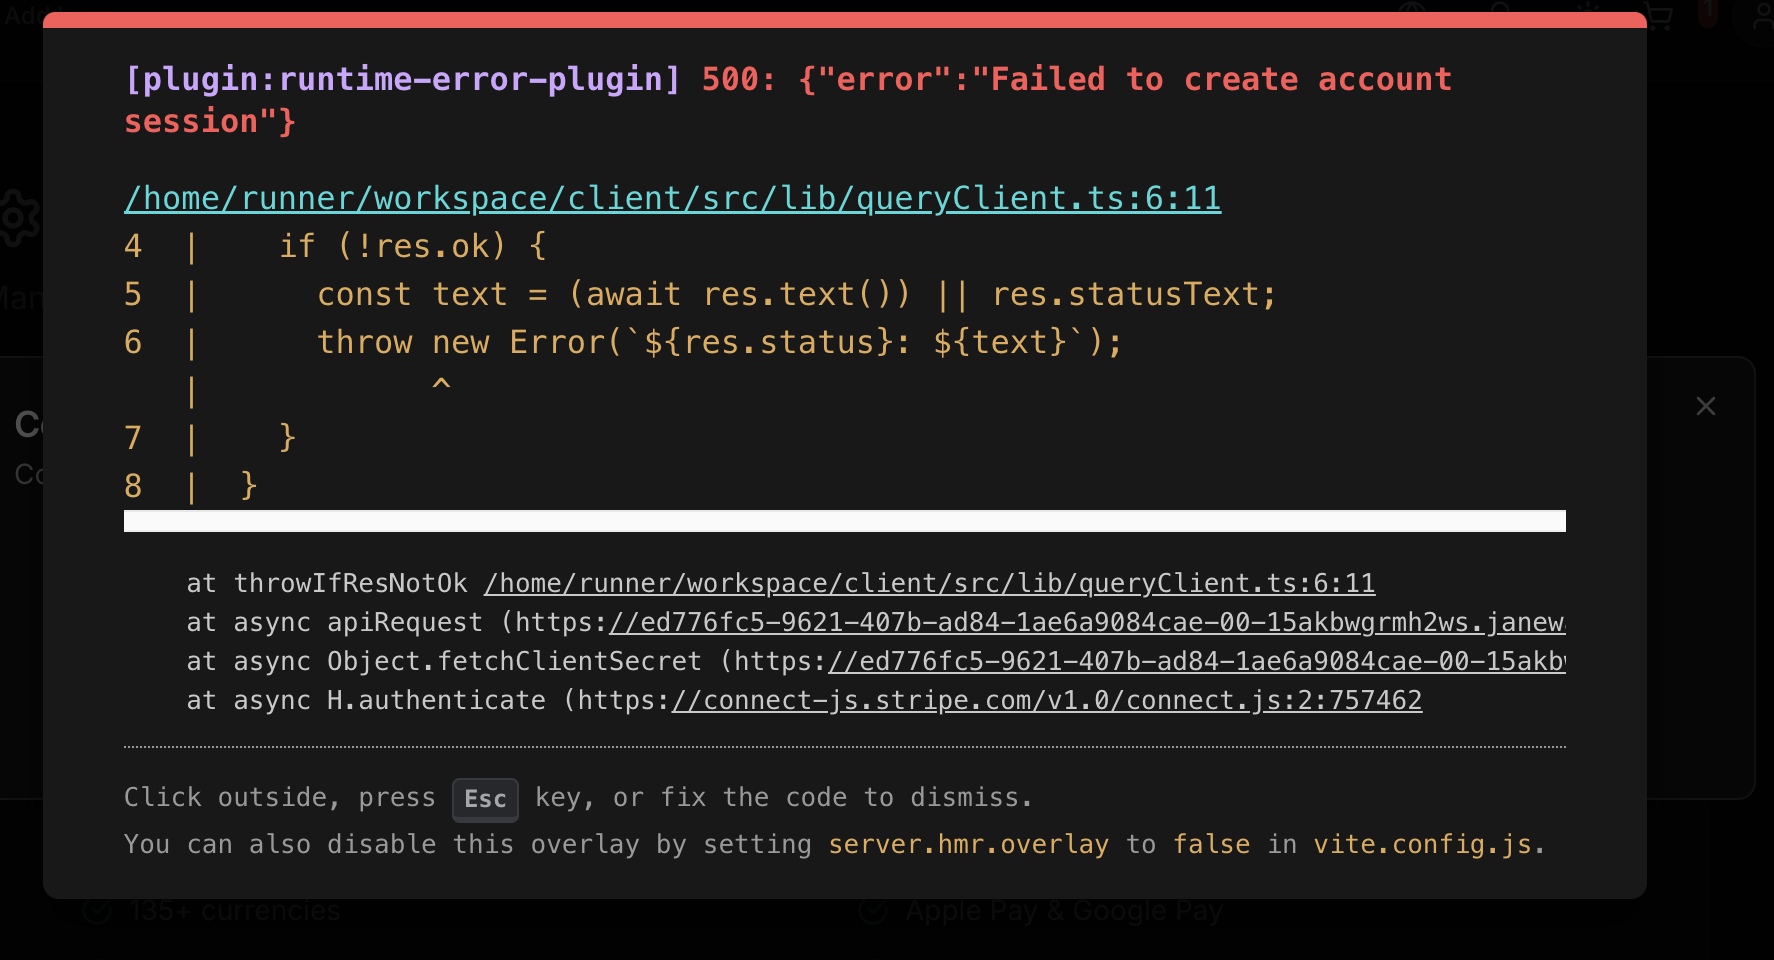 Add
1
[plugin:runtime-error-plugin] 500: {"error":"Failed to create account
session"}
/home/runner/workspace/client/src/lib/queryClient.ts:6:11
4  |    if (!res.ok) {
5  |      const text = (await res.text()) || res.statusText;
6  |      throw new Error(`${res.status}: ${text}`);
   |            ^
7  |    }
8  |  }
at throwIfResNotOk /home/runner/workspace/client/src/lib/queryClient.ts:6:11
at async apiRequest (https://ed776fc5-9621-407b-ad84-1ae6a9084cae-00-15akbwgrmh2ws.janew
at async Object.fetchClientSecret (https://ed776fc5-9621-407b-ad84-1ae6a9084cae-00-15akb
at async H.authenticate (https://connect-js.stripe.com/v1.0/connect.js:2:757462
Click outside, press Esc key, or fix the code to dismiss.
You can also disable this overlay by setting server.hmr.overlay to false in vite.config.js.
135+ currencies
Apple Pay & Google Pay